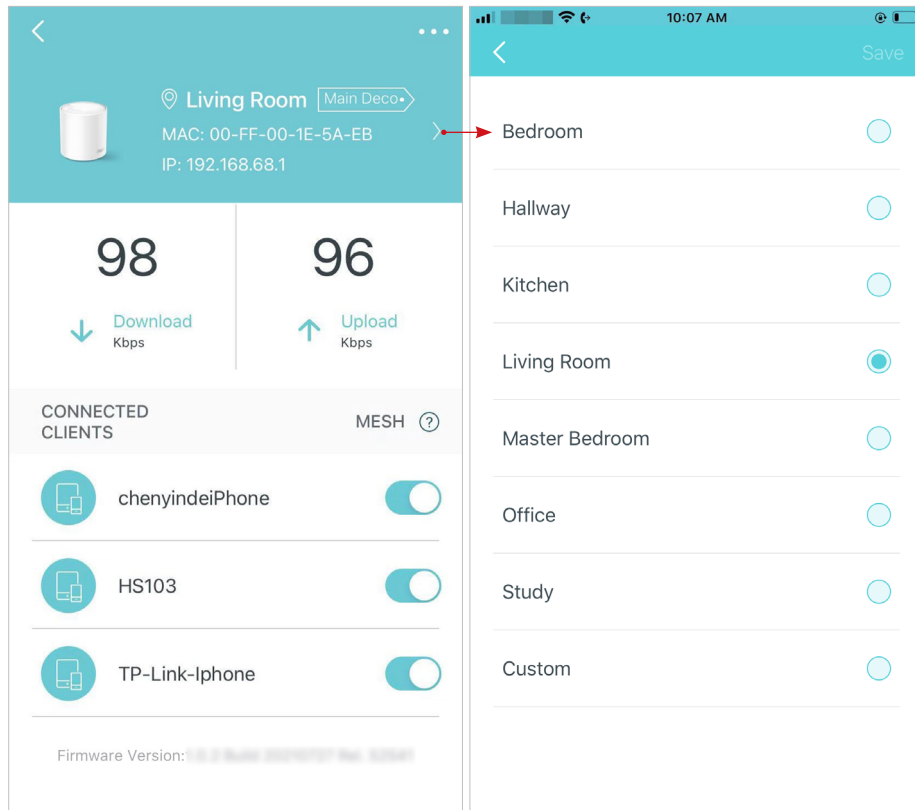 Living Room Main Deco
MAC: 00-FF-00-1E-5A-EB
IP: 192.168.68.1
98
Download
Kbps
96
Upload
Kbps
CONNECTED
CLIENTS
MESH ?
chenyindeiPhone
HS103
TP-Link-Iphone
Firmware Version:
10:07 AM
Save
Bedroom
Hallway
Kitchen
Living Room
Master Bedroom
Office
Study
Custom